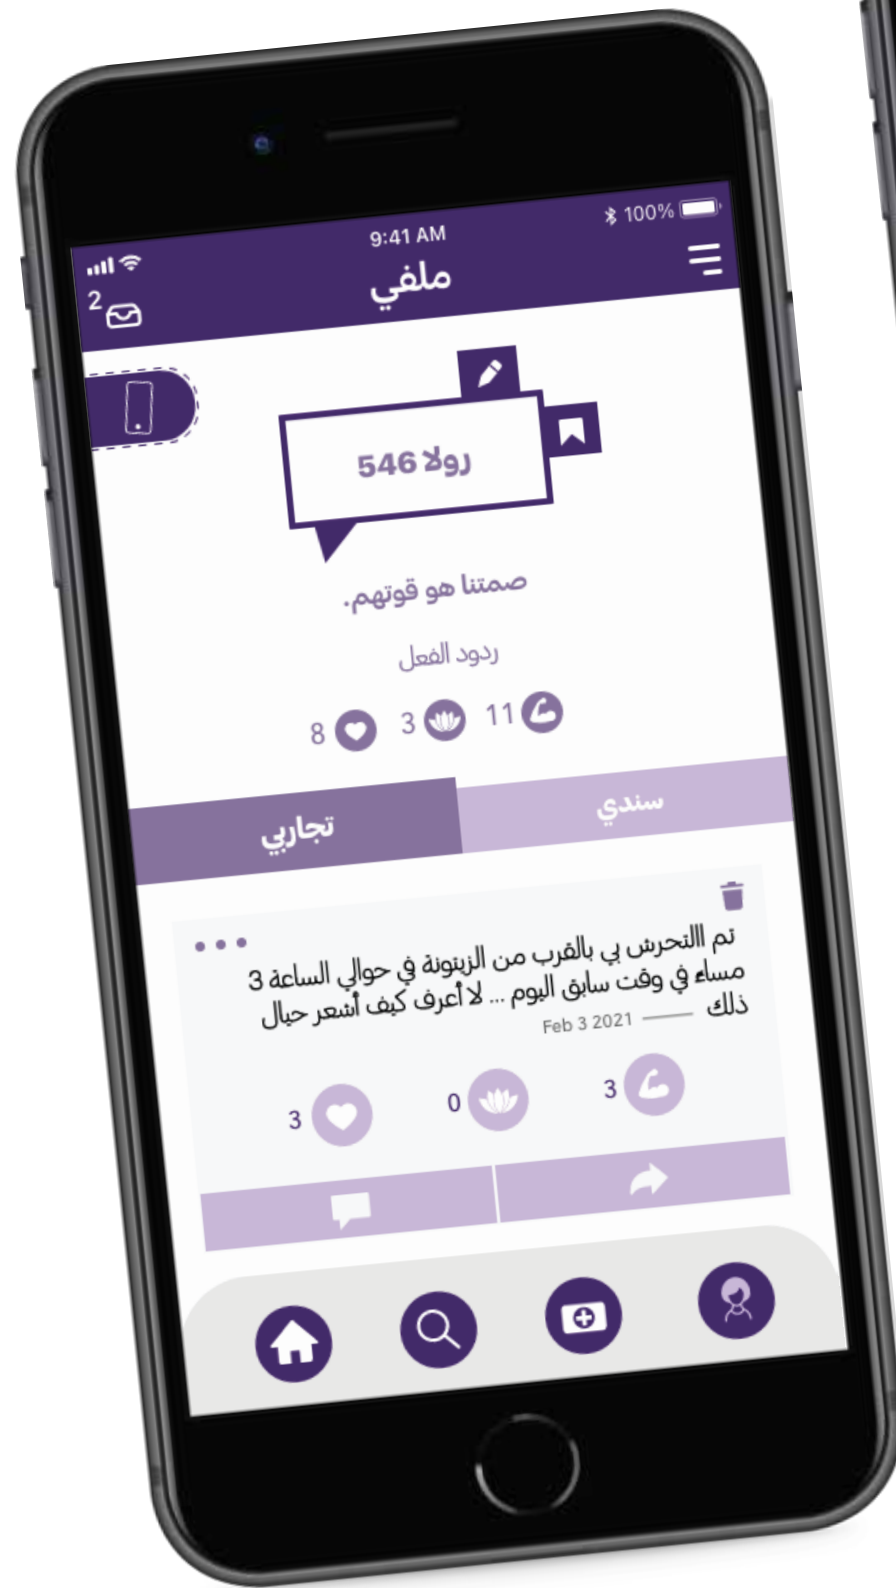 9:41 AM
100%
2
ملفي
رولا 546
صمتنا هو قوتهم.
ردود الفعل
11 3 8
سندي
تجاربي
تم االتحرش بي بالقرب من الزيتونة في حوالي الساعة 3
مساء في وقت سابق اليوم ... لا أعرف كيف أشعر حيال
ذلك —— Feb 3 2021
3 0 3